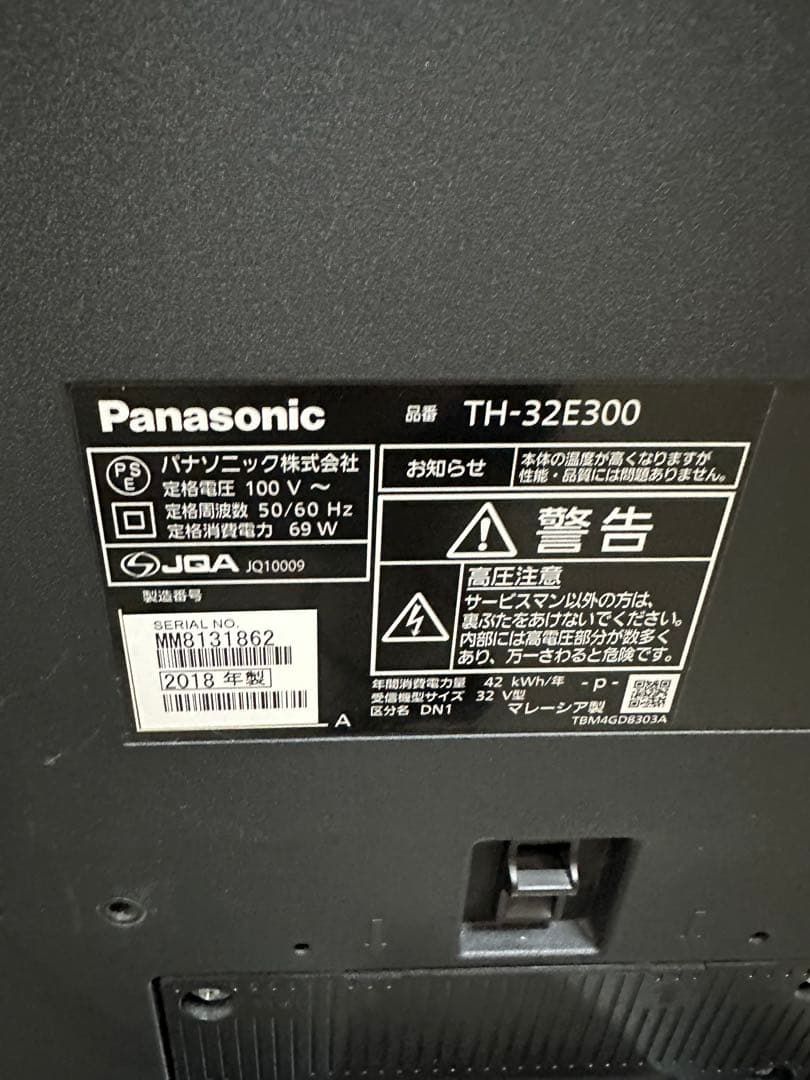 Panasonic 品番 TH-32E300
PS
E
パナソニック株式会社
定格電圧 100 V ～
定格周波数 50/60 Hz
定格消費電力 69 W
JQA JQ10009
製造番号
SERIAL NO.
MM8131862
2018 年製
A
お知らせ
本体の温度が高くなりますが
性能・品質には問題ありません。
警告
高圧注意
サービスマン以外の方は、
裏ぶたをあけないでください。
内部には高電圧部分が数多く
あり、万一さわると危険です。
年間消費電力量 42 kWh/年 -p-
受信機型サイズ 32 V型
区分名 DN1 マレーシア製
TBM4GD8303A